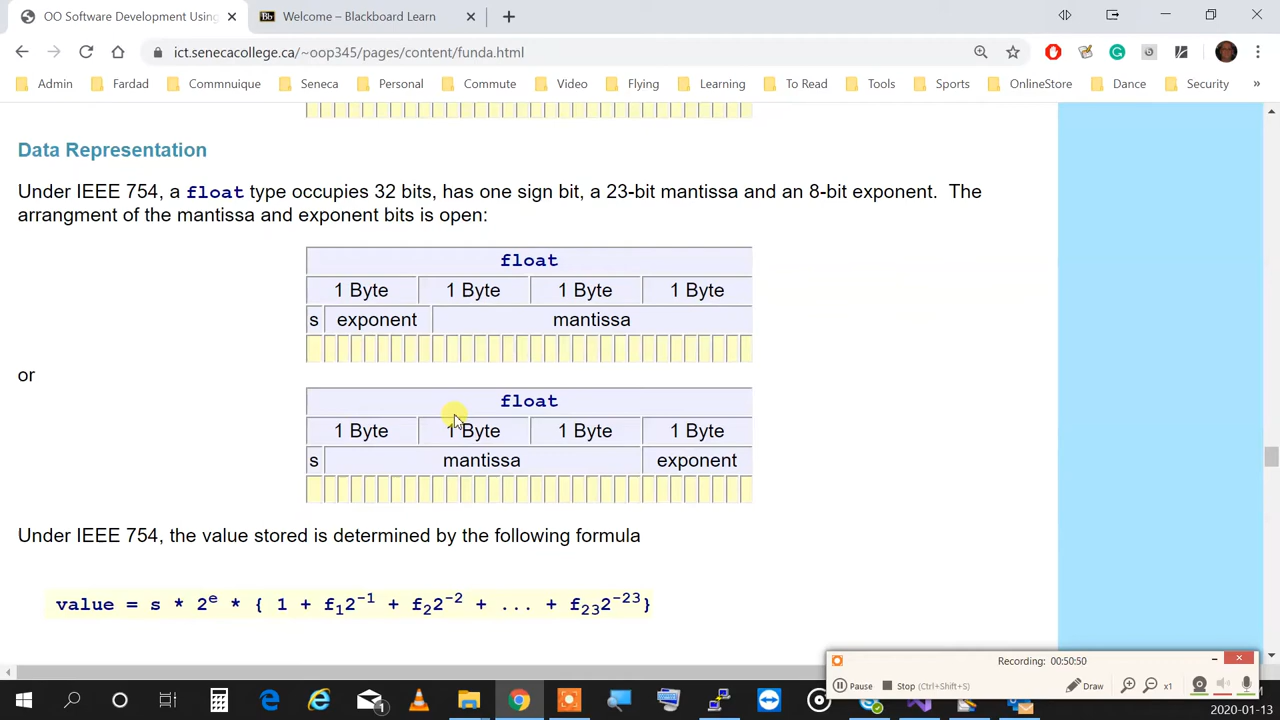 OO Software Development Using
Welcome – Blackboard Learn
ict.senecacollege.ca/~oop345/pages/content/funda.html
Admin Fardad Commnuique Seneca Personal Commute Video Flying Learning To Read Tools Sports OnlineStore Dance Security »
Data Representation
Under IEEE 754, a float type occupies 32 bits, has one sign bit, a 23-bit mantissa and an 8-bit exponent. The
arrangment of the mantissa and exponent bits is open:
float
1 Byte 1 Byte 1 Byte 1 Byte
s exponent mantissa
or
float
1 Byte 1 Byte 1 Byte 1 Byte
s mantissa exponent
Under IEEE 754, the value stored is determined by the following formula
value = s * 2^e * { 1 + f₁2⁻¹ + f₂2⁻² + ... + f₂₃2⁻²³}
Recording: 00:50:50
Pause Stop (Ctrl+Shift+S) Draw x1
2020-01-13